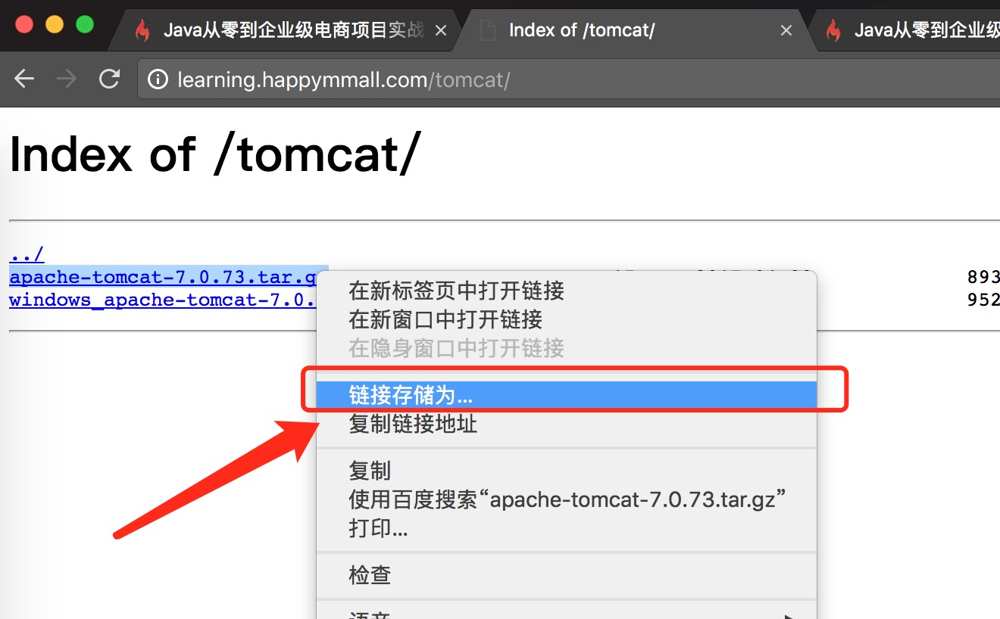 Java从零到企业级电商项目实战
Index of /tomcat/
Java从零到企业级
learning.happymmall.com/tomcat/
Index of /tomcat/
../
apache-tomcat-7.0.73.tar.g
893
windows_apache-tomcat-7.0.
952
在新标签页中打开链接
在新窗口中打开链接
在隐身窗口中打开链接
链接存储为...
复制链接地址
复制
使用百度搜索“apache-tomcat-7.0.73.tar.gz”
打印...
检查